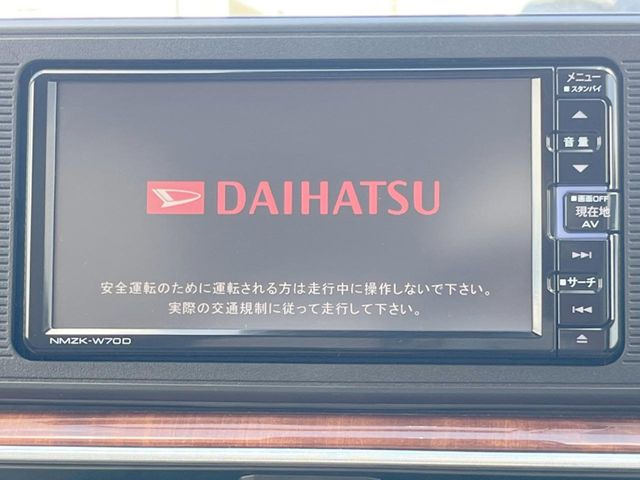 メニュー
■スタンバイ
音量
■画面OFF
現在地
AV
■サーチ
DAIHATSU
安全運転のために運転される方は走行中に操作しないで下さい。
実際の交通規制に従って走行して下さい。
NMZK-W70D